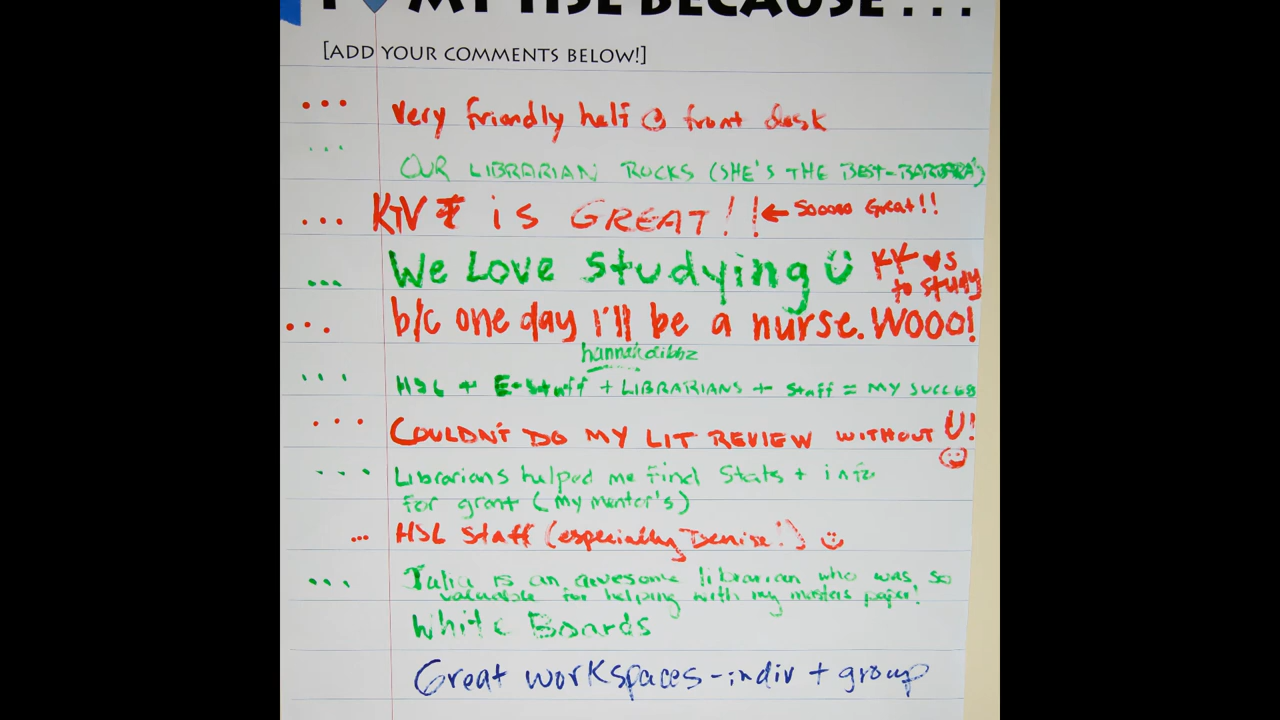 I ♥ MY HSL BECAUSE...
[ADD YOUR COMMENTS BELOW!]
... very friendly help @ front desk
... OUR LIBRARIAN ROCKS (SHE'S THE BEST-BARBARA)
... KTV is GREAT!! ← Sooooo Great!!
... We Love Studying KY ♥s
to study
... b/c one day I'll be a nurse. WOOO!
hannah
... HSL + E-Staff + LIBRARIANS + Staff = MY SUCCESS
... COULDN'T DO MY LIT REVIEW WITHOUT U!
... Librarians helped me find Stats + info
for grant (my mentor's)
... HSL Staff (especially Denise!) ☺
... Julia is an awesome librarian who was so
valuable for helping with my masters paper!
White Boards
Great workspaces - indiv + group